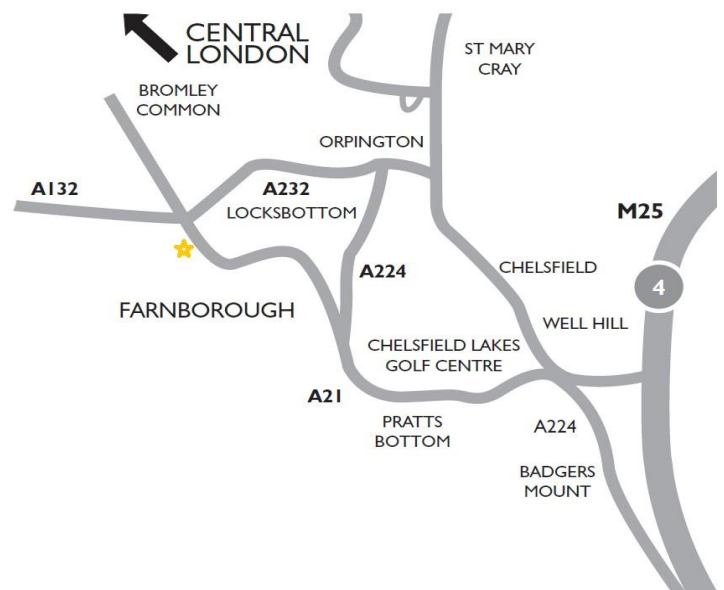 CENTRAL
LONDON
ST MARY
CRAY
BROMLEY
COMMON
ORPINGTON
A132
A232
LOCKSBOTTOM
M25
A224
CHELSFIELD
4
FARNBOROUGH
WELL HILL
CHELSFIELD LAKES
GOLF CENTRE
A21
PRATTS
BOTTOM
A224
BADGERS
MOUNT